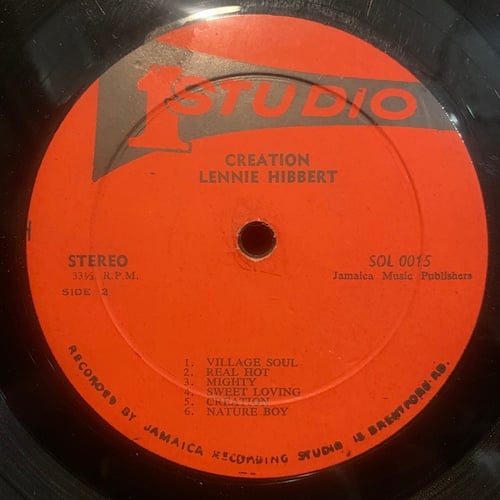 1 STUDIO
CREATION
LENNIE HIBBERT
STEREO
33⅓ R.P.M.
SIDE 2
SOL 0015
Jamaica Music Publishers
1. VILLAGE SOUL
2. REAL HOT
3. MIGHTY
4. SWEET LOVING
5. CREATION
6. NATURE BOY
RECORDED BY JAMAICA RECORDING STUDIO 13 BRENTFORD RD.